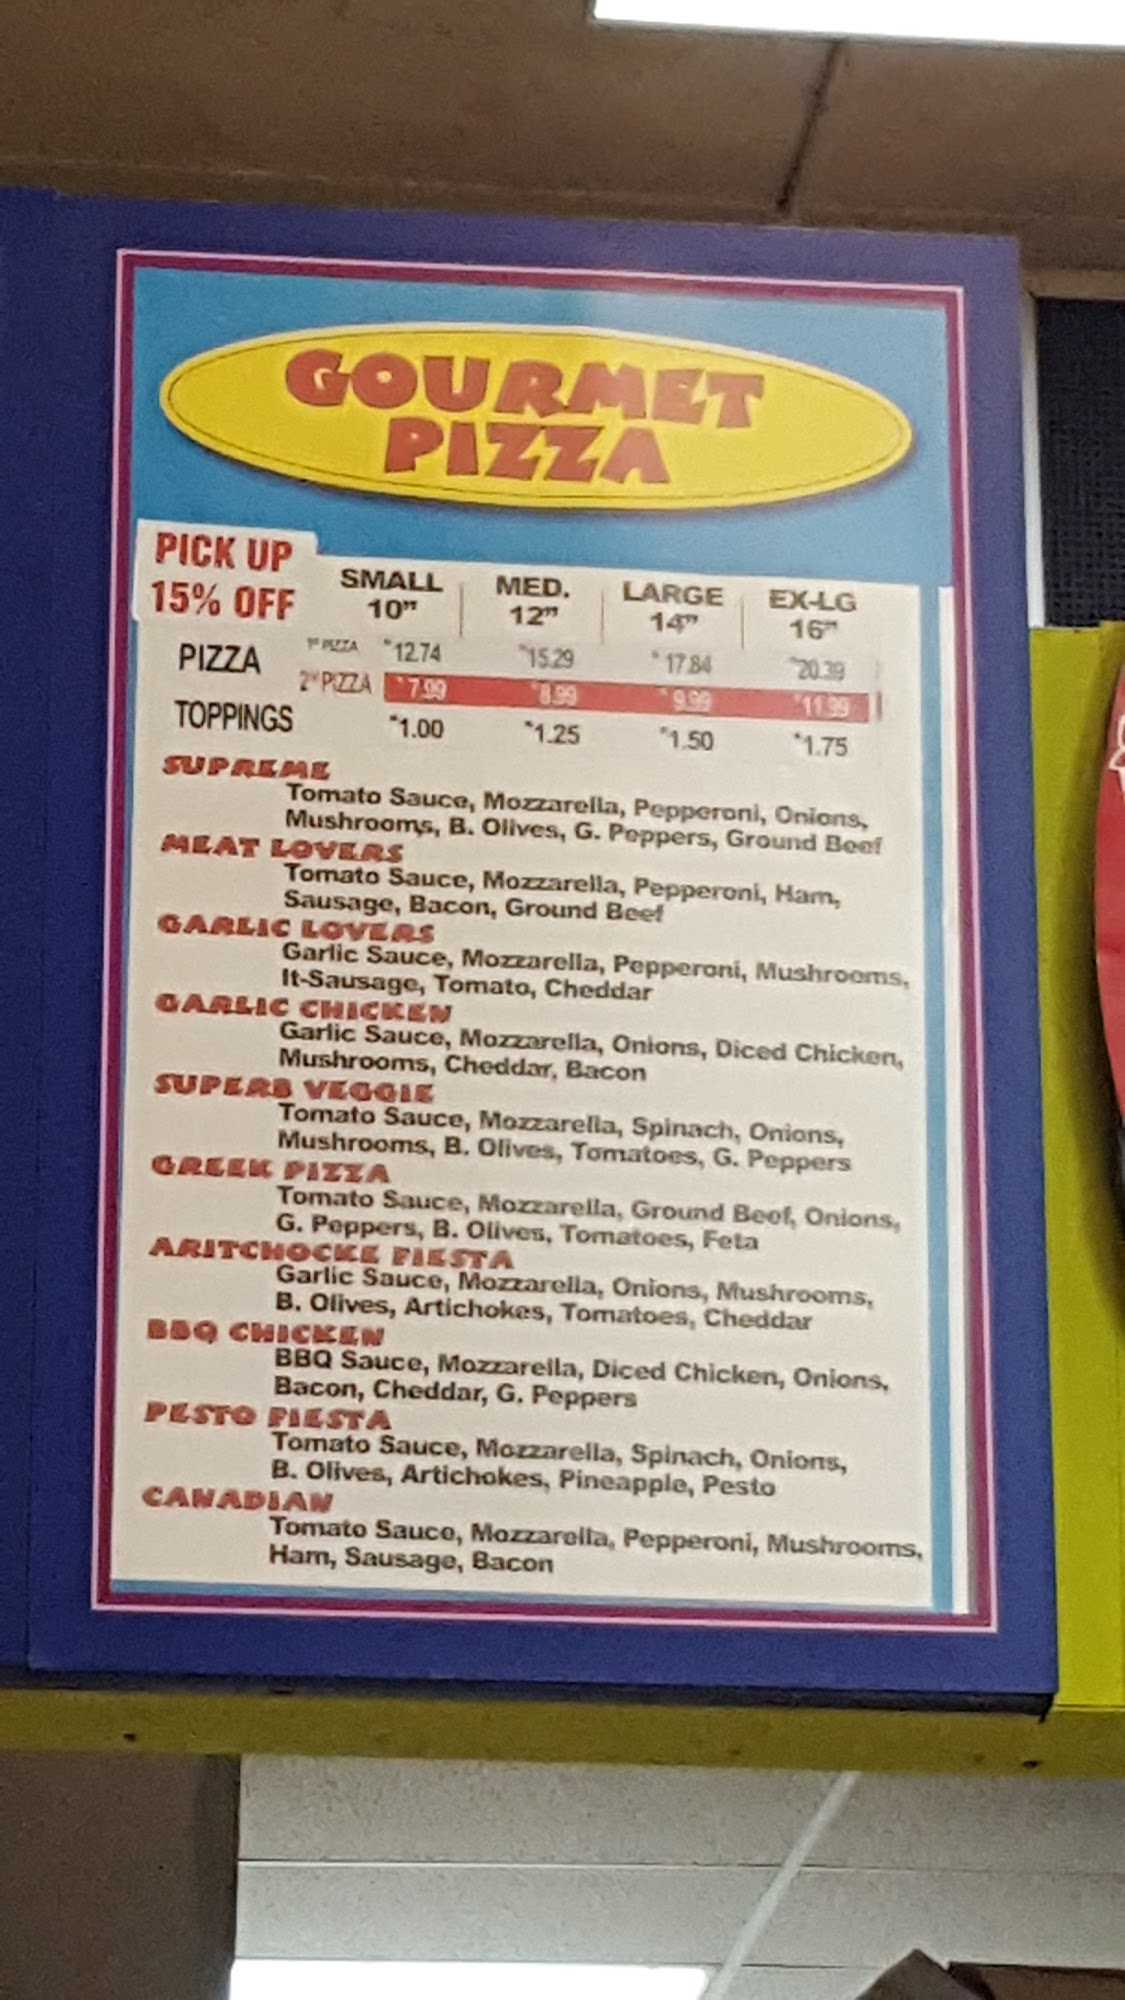 GOURMET
PIZZA
PICK UP
15% OFF
SMALL MED. LARGE EX-LG
10" 12" 14" 16"
PIZZA 1ST PIZZA $12.74 $15.29 $17.84 $20.39
2ND PIZZA $7.99 $8.99 $9.99 $11.99
TOPPINGS $1.00 $1.25 $1.50 $1.75
SUPREME
Tomato Sauce, Mozzarella, Pepperoni, Onions,
Mushrooms, B. Olives, G. Peppers, Ground Beef
MEAT LOVERS
Tomato Sauce, Mozzarella, Pepperoni, Ham,
Sausage, Bacon, Ground Beef
GARLIC LOVERS
Garlic Sauce, Mozzarella, Pepperoni, Mushrooms,
It-Sausage, Tomato, Cheddar
GARLIC CHICKEN
Garlic Sauce, Mozzarella, Onions, Diced Chicken,
Mushrooms, Cheddar, Bacon
SUPERB VEGGIE
Tomato Sauce, Mozzarella, Spinach, Onions,
Mushrooms, B. Olives, Tomatoes, G. Peppers
GREEK PIZZA
Tomato Sauce, Mozzarella, Ground Beef, Onions,
G. Peppers, B. Olives, Tomatoes, Feta
ARITCHOCKE FIESTA
Garlic Sauce, Mozzarella, Onions, Mushrooms,
B. Olives, Artichokes, Tomatoes, Cheddar
BBQ CHICKEN
BBQ Sauce, Mozzarella, Diced Chicken, Onions,
Bacon, Cheddar, G. Peppers
PESTO FIESTA
Tomato Sauce, Mozzarella, Spinach, Onions,
B. Olives, Artichokes, Pineapple, Pesto
CANADIAN
Tomato Sauce, Mozzarella, Pepperoni, Mushrooms,
Ham, Sausage, Bacon